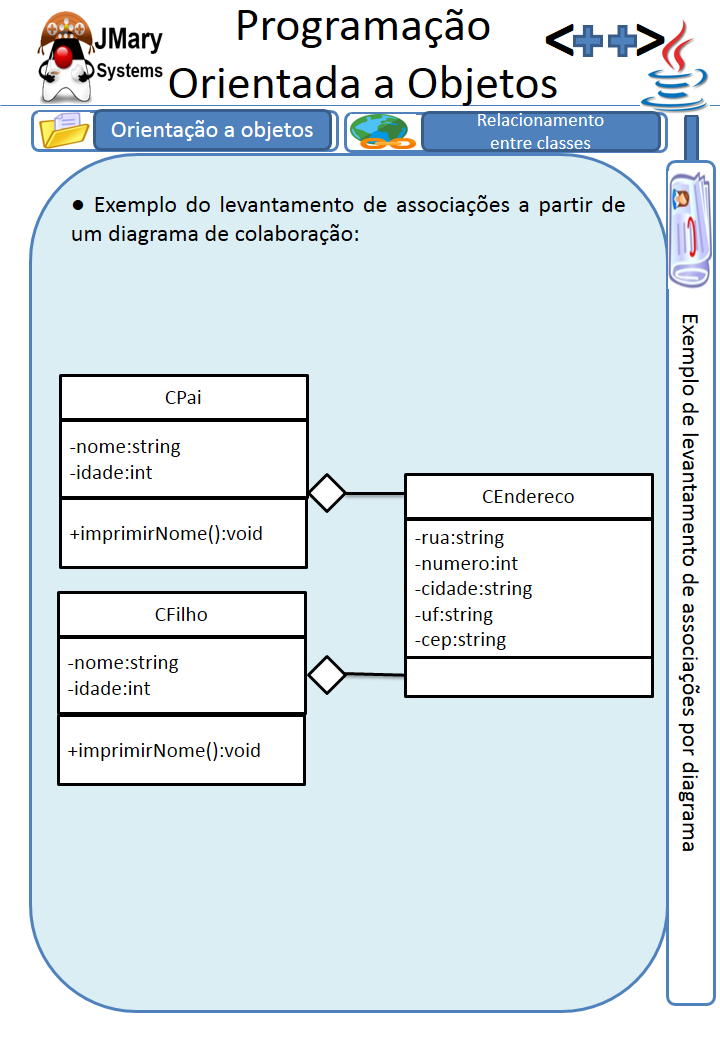 JMary
Systems
Programação
Orientada a Objetos
<++>
Orientação a objetos
Relacionamento
entre classes
● Exemplo do levantamento de associações a partir de
um diagrama de colaboração:
CPai
-nome:string
-idade:int
+imprimirNome():void
CFilho
-nome:string
-idade:int
+imprimirNome():void
CEndereco
-rua:string
-numero:int
-cidade:string
-uf:string
-cep:string
Exemplo de levantamento de associações por diagrama